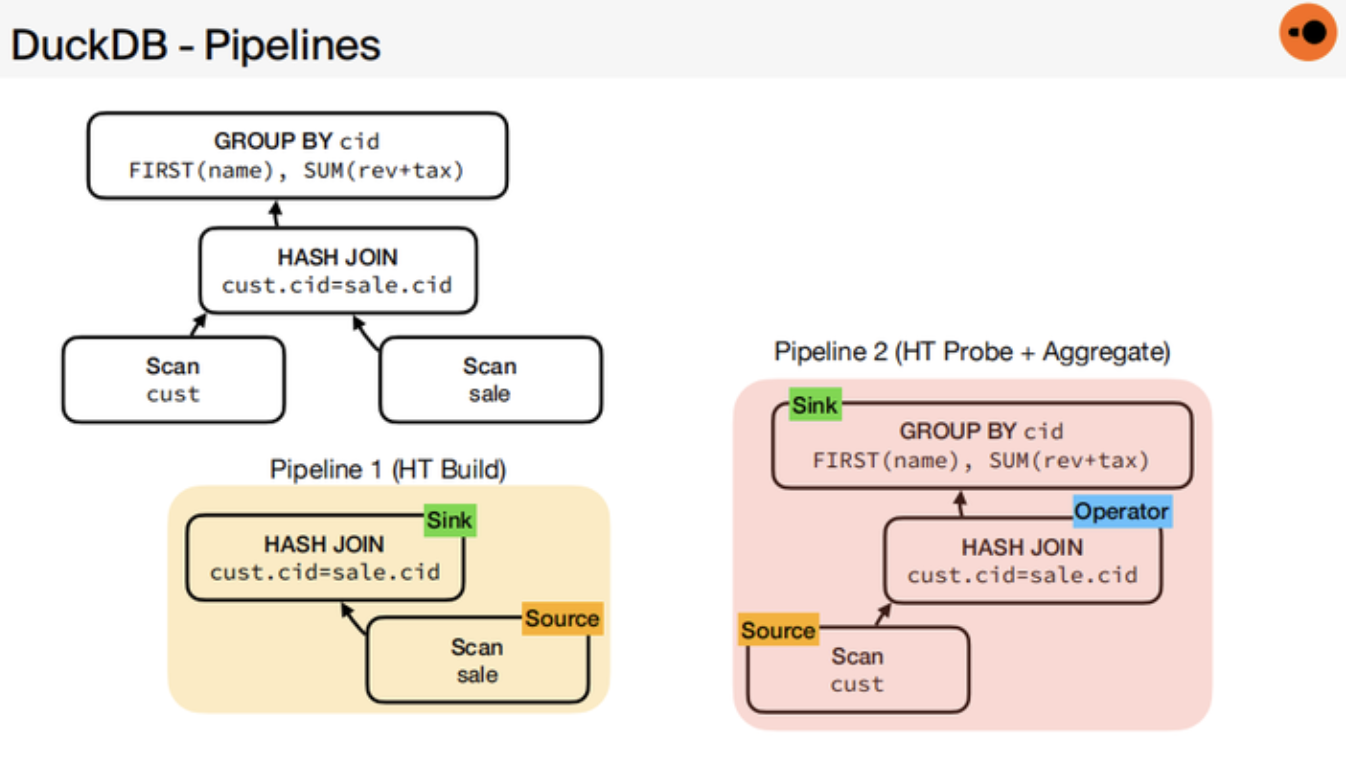 DuckDB - Pipelines
GROUP BY cid
FIRST(name), SUM(rev+tax)
HASH JOIN
cust.cid=sale.cid
Scan
cust
Scan
sale
Pipeline 1 (HT Build)
Sink
HASH JOIN
cust.cid=sale.cid
Source
Scan
sale
Pipeline 2 (HT Probe + Aggregate)
Sink
GROUP BY cid
FIRST(name), SUM(rev+tax)
Operator
HASH JOIN
cust.cid=sale.cid
Source
Scan
cust